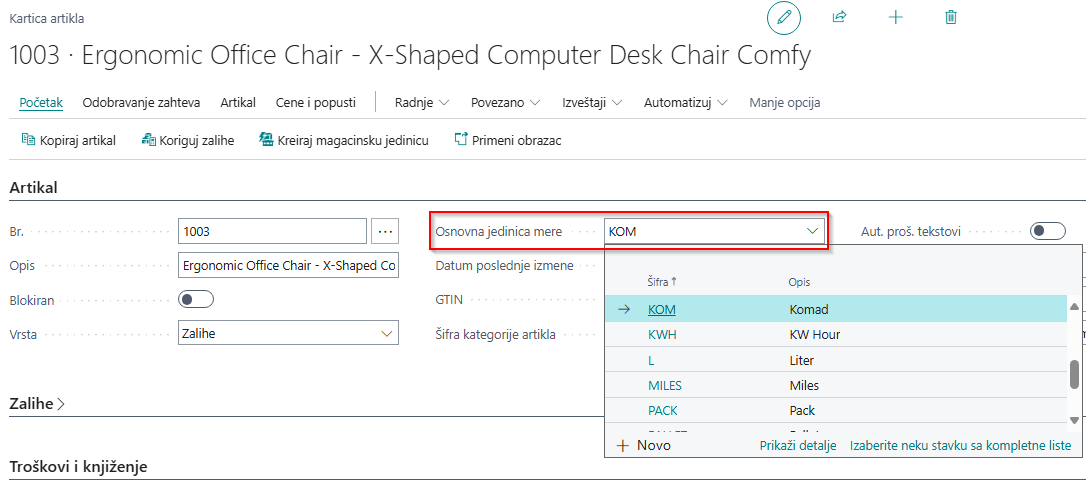 Kartica artikla
1003 · Ergonomic Office Chair - X-Shaped Computer Desk Chair Comfy
Početak Odobravanje zahteva Artikal Cene i popusti Radnje Povezano Izveštaji Automatizuj Manje opcija
Kopiraj artikal Koriguj zalihe Kreiraj magacinsku jedinicu Primeni obrazac
Artikal
Br. 1003 ... Osnovna jedinica mere KOM Aut. proš. tekstovi
Opis Ergonomic Office Chair - X-Shaped Co Datum poslednje izmene
Blokiran GTIN
Vrsta Zalihe Šifra kategorije artikla
Šifra ↑ Opis
KOM Komad
KWH KW Hour
L Liter
MILES Miles
PACK Pack
+ Novo Prikaži detalje Izaberite neku stavku sa kompletne liste
Zalihe >
Troškovi i knjiženje